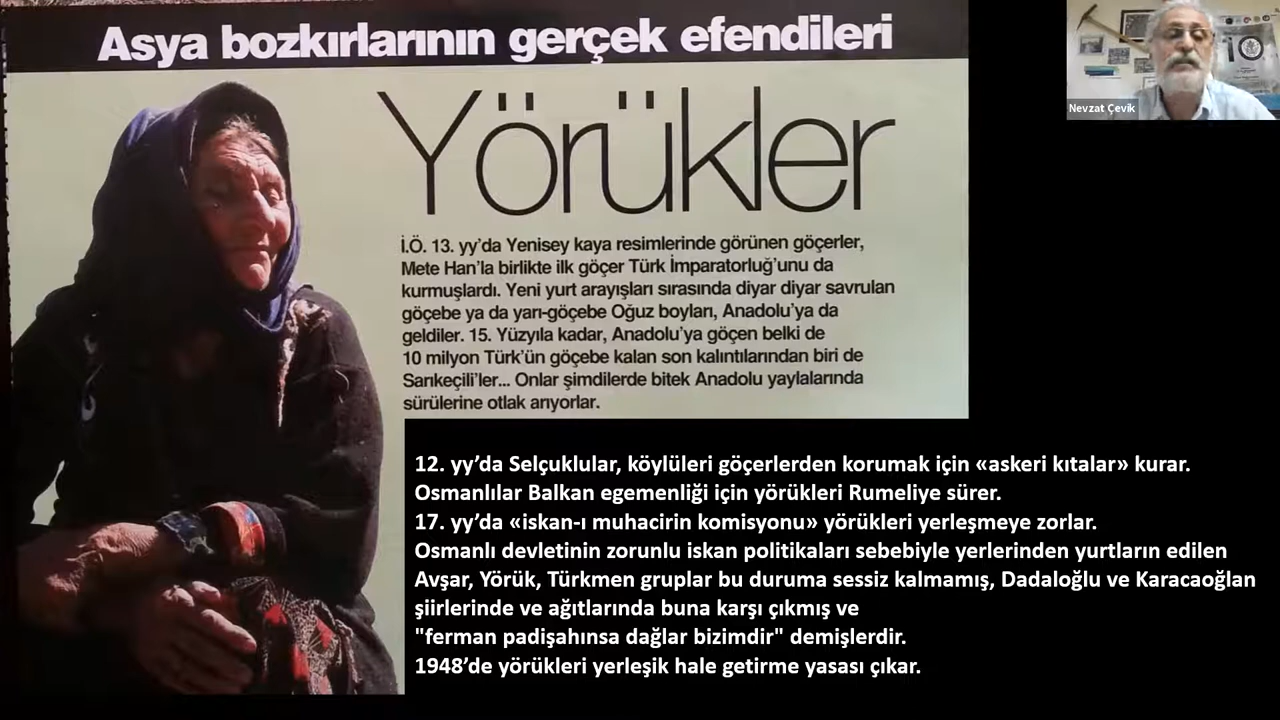 Asya bozkırlarının gerçek efendileri
Yörükler
İ.Ö. 13. yy'da Yenisey kaya resimlerinde görünen göçerler,
Mete Han'la birlikte ilk göçer Türk İmparatorluğ'unu da
kurmuşlardı. Yeni yurt arayışları sırasında diyar diyar savrulan
göçebe ya da yarı-göçebe Oğuz boyları, Anadolu'ya da
geldiler. 15. Yüzyıla kadar, Anadolu'ya göçen belki de
10 milyon Türk'ün göçebe kalan son kalıntılarından biri de
Sarıkeçili'ler... Onlar şimdilerde bitek Anadolu yaylalarında
sürülerine otlak arıyorlar.
Nevzat Çevik
12. yy'da Selçuklular, köylüleri göçerlerden korumak için «askeri kıtalar» kurar.
Osmanlılar Balkan egemenliği için yörükleri Rumeliye sürer.
17. yy'da «iskan-ı muhacirin komisyonu» yörükleri yerleşmeye zorlar.
Osmanlı devletinin zorunlu iskan politikaları sebebiyle yerlerinden yurtların edilen
Avşar, Yörük, Türkmen gruplar bu duruma sessiz kalmamış, Dadaloğlu ve Karacaoğlan
şiirlerinde ve ağıtlarında buna karşı çıkmış ve
"ferman padişahınsa dağlar bizimdir" demişlerdir.
1948'de yörükleri yerleşik hale getirme yasası çıkar.